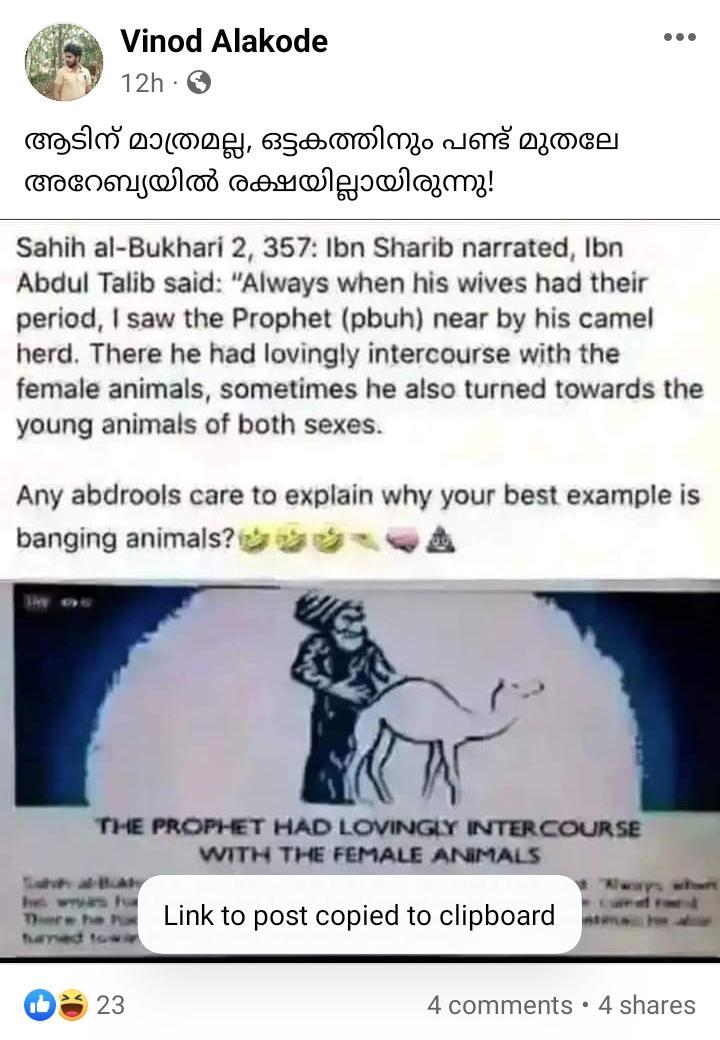 Vinod Alakode
12h
ആടിന് മാത്രമല്ല, ഒട്ടകത്തിനും പണ്ട് മുതലേ
അറേബ്യയിൽ രക്ഷയില്ലായിരുന്നു!
Sahih al-Bukhari 2, 357: Ibn Sharib narrated, Ibn
Abdul Talib said: "Always when his wives had their
period, I saw the Prophet (pbuh) near by his camel
herd. There he had lovingly intercourse with the
female animals, sometimes he also turned towards the
young animals of both sexes.
Any abdrools care to explain why your best example is
banging animals?🤣🤣🤣
LIVE
THE PROPHET HAD LOVINGLY INTERCOURSE
WITH THE FEMALE ANIMALS
Link to post copied to clipboard
23
4 comments • 4 shares